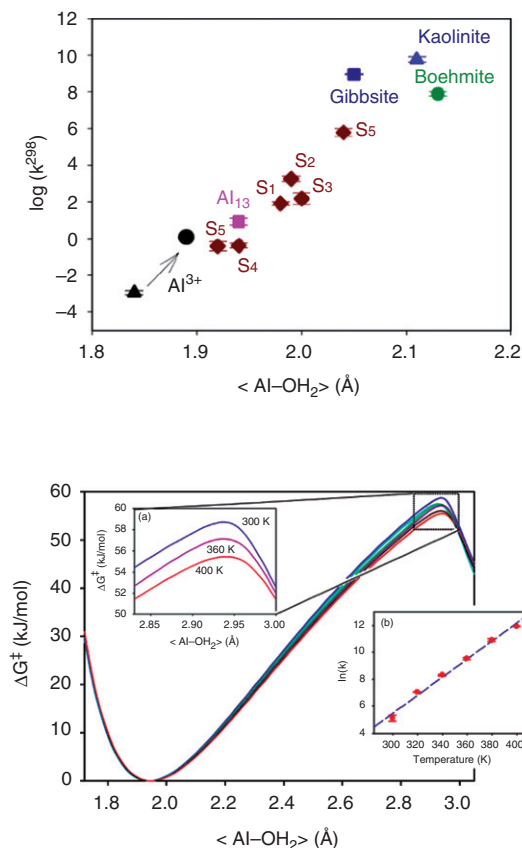 12
10
8
6
4
2
0
−2
−4
log (k²⁹⁸)
Kaolinite
Boehmite
Gibbsite
S₅
S₂
S₁
S₃
Al₁₃
S₅
S₄
Al³⁺
1.8 1.9 2.0 2.1 2.2
< Al–OH₂> (Å)
60
50
40
30
20
10
0
ΔG‡ (kJ/mol)
(a)
60
58
56
54
52
50
ΔG‡ (kJ/mol)
300 K
360 K
400 K
2.85 2.90 2.95 3.00
< Al–OH₂> (Å)
(b)
12
10
8
6
4
ln(k)
300 320 340 360 380 400
Temperature (K)
1.8 2.0 2.2 2.4 2.6 2.8 3.0
< Al–OH₂> (Å)